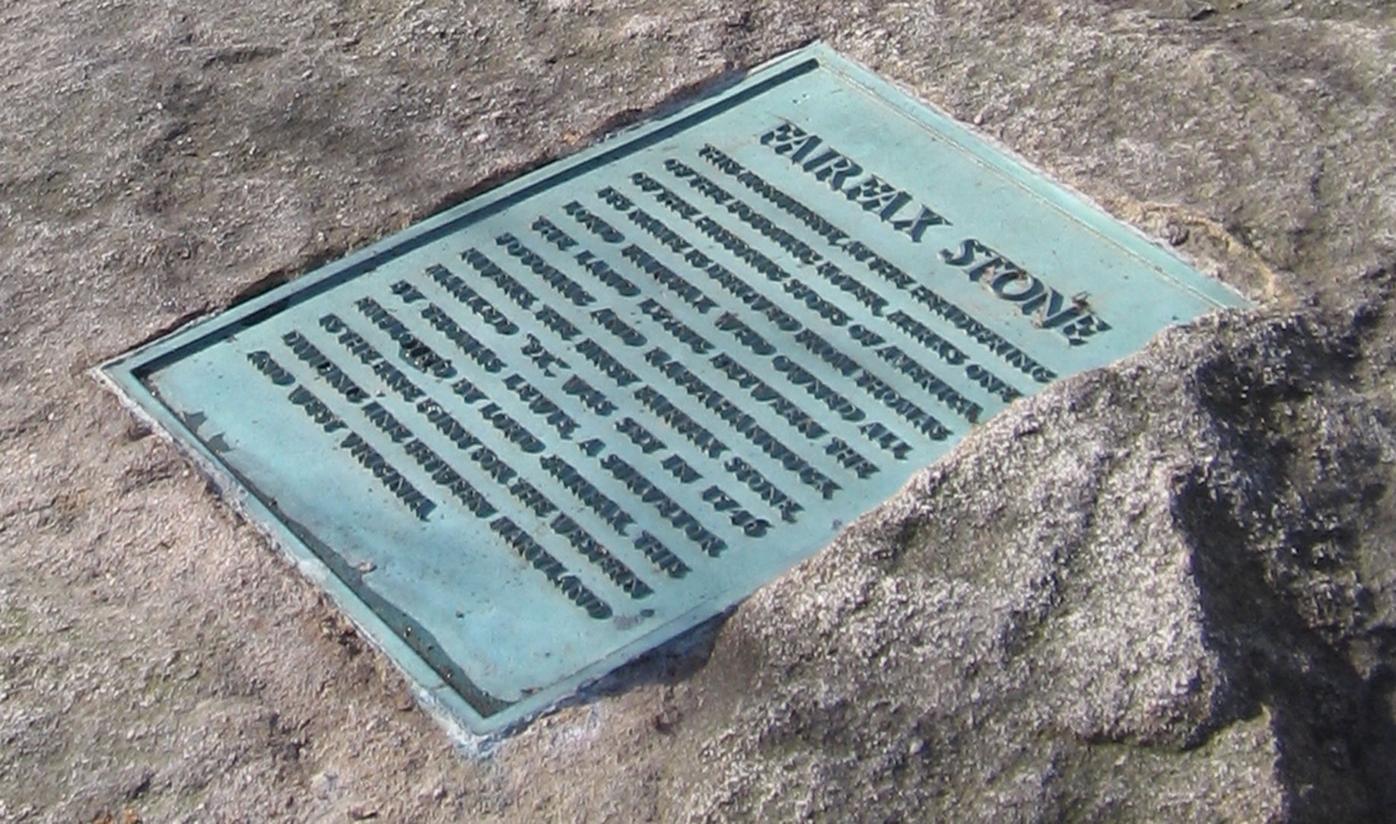 FAIRFAX STONE
THIS MONUMENT, AT THE HEADSPRING
OF THE POTOMAC RIVER, MARKS ONE
OF THE HISTORIC SPOTS OF AMERICA.
ITS NAME IS DERIVED FROM THOMAS
LORD FAIRFAX WHO OWNED ALL
THE LAND LYING BETWEEN THE
POTOMAC AND RAPPAHANNOCK
RIVERS. THE FIRST FAIRFAX STONE,
MARKED "FX", WAS SET IN 1746
BY THOMAS LEWIS, A SURVEYOR
EMPLOYED BY LORD FAIRFAX. THIS
IS THE BASE POINT FOR THE WESTERN
DIVIDING LINE BETWEEN MARYLAND
AND WEST VIRGINIA.